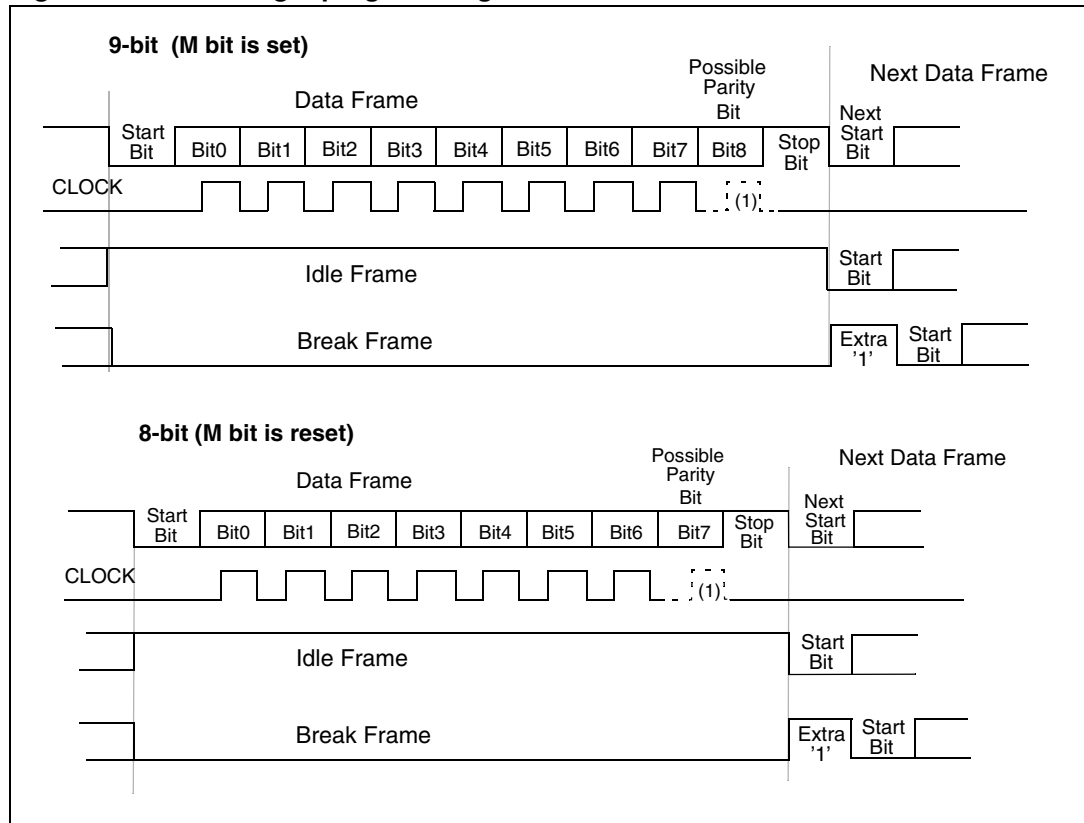 9-bit (M bit is set)
Possible
Parity
Bit
Next Data Frame
Data Frame
Start
Bit
Bit0 Bit1 Bit2 Bit3 Bit4 Bit5 Bit6 Bit7 Bit8
Stop
Bit
Next
Start
Bit
CLOCK
(1)
Idle Frame
Start
Bit
Break Frame
Extra
'1'
Start
Bit
8-bit (M bit is reset)
Possible
Parity
Bit
Next Data Frame
Data Frame
Start
Bit
Bit0 Bit1 Bit2 Bit3 Bit4 Bit5 Bit6 Bit7
Stop
Bit
Next
Start
Bit
CLOCK
(1)
Idle Frame
Start
Bit
Break Frame
Extra
'1'
Start
Bit